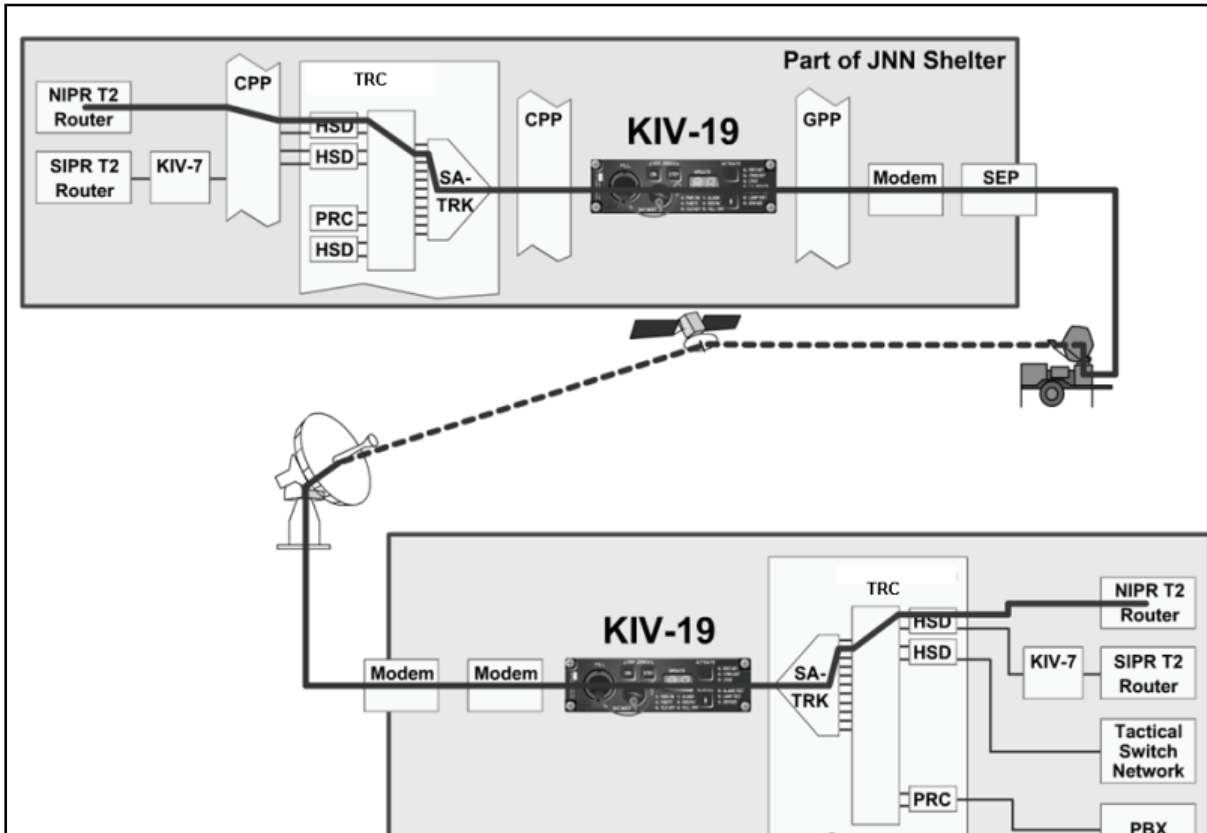 Part of JNN Shelter
NIPR T2
Router
SIPR T2
Router
KIV-7
CPP
TRC
HSD
HSD
PRC
HSD
SA-
TRK
CPP
KIV-19
FILL
GPP
Modem
SEP
TRC
KIV-19
FILL
Modem
Modem
SA-
TRK
HSD
HSD
PRC
NIPR T2
Router
KIV-7
SIPR T2
Router
Tactical
Switch
Network
PBX